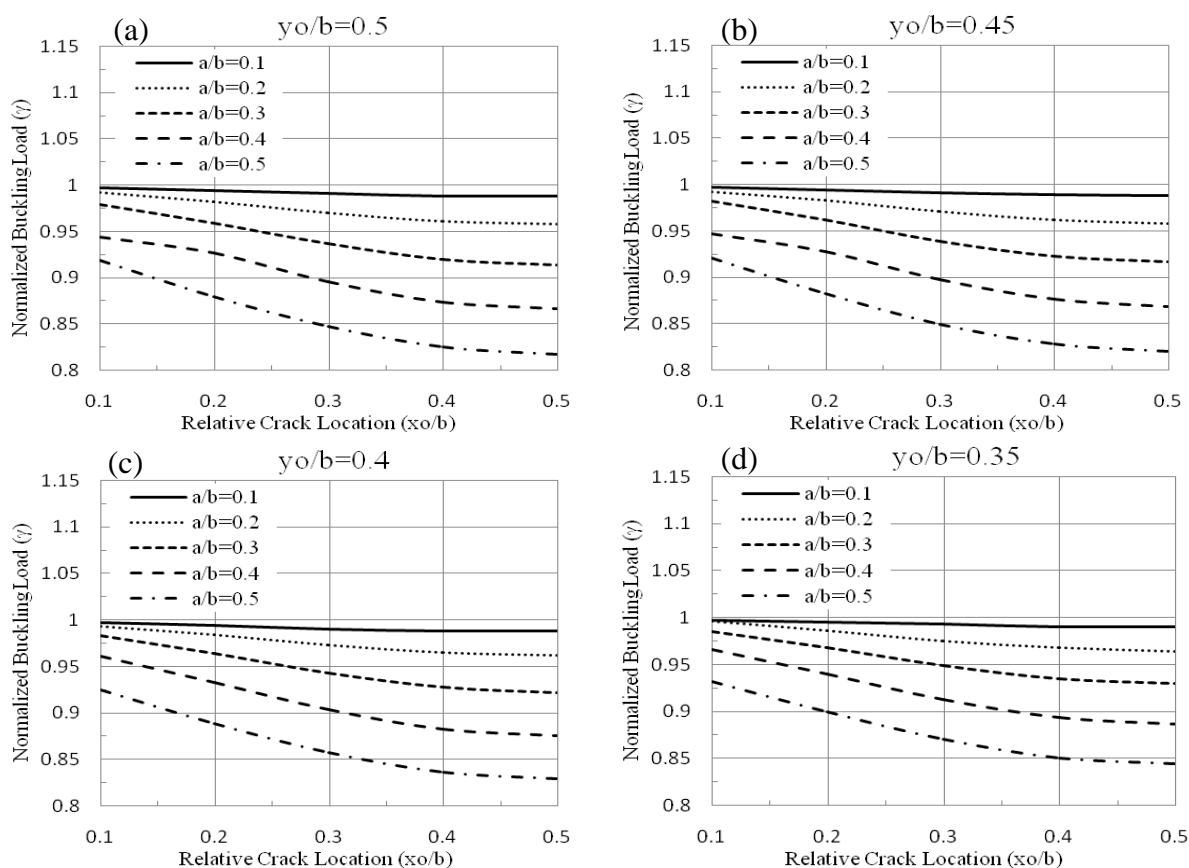 (a)
yo/b=0.5
1.15
1.1
1.05
1
0.95
0.9
0.85
0.8
Normalized Buckling Load (γ)
a/b=0.1
a/b=0.2
a/b=0.3
a/b=0.4
a/b=0.5
0.1 0.2 0.3 0.4 0.5
Relative Crack Location (xo/b)
(b)
yo/b=0.45
1.15
1.1
1.05
1
0.95
0.9
0.85
0.8
Normalized Buckling Load (γ)
a/b=0.1
a/b=0.2
a/b=0.3
a/b=0.4
a/b=0.5
0.1 0.2 0.3 0.4 0.5
Relative Crack Location (xo/b)
(c)
yo/b=0.4
1.15
1.1
1.05
1
0.95
0.9
0.85
0.8
Normalized Buckling Load (γ)
a/b=0.1
a/b=0.2
a/b=0.3
a/b=0.4
a/b=0.5
0.1 0.2 0.3 0.4 0.5
Relative Crack Location (xo/b)
(d)
yo/b=0.35
1.15
1.1
1.05
1
0.95
0.9
0.85
0.8
Normalized Buckling Load (γ)
a/b=0.1
a/b=0.2
a/b=0.3
a/b=0.4
a/b=0.5
0.1 0.2 0.3 0.4 0.5
Relative Crack Location (xo/b)